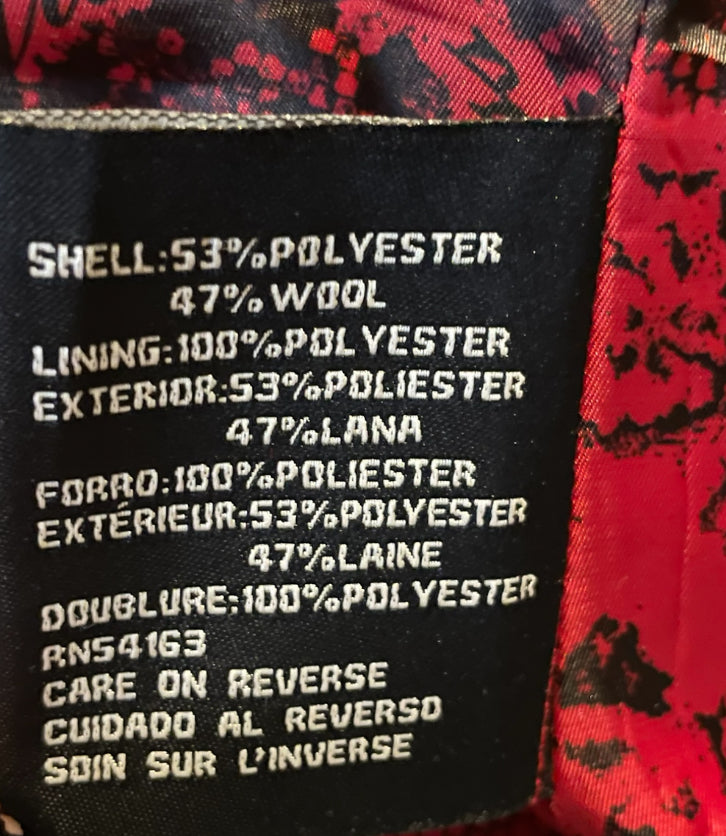 SHELL:53%POLYESTER
47%WOOL
LINING:100%POLYESTER
EXTERIOR:53%POLIESTER
47%LANA
FORRO:100%POLIESTER
EXTÉRIEUR:53%POLYESTER
47%LAINE
DOUBLURE:100%POLYESTER
RN54163
CARE ON REVERSE
CUIDADO AL REVERSO
SOIN SUR L'INVERSE